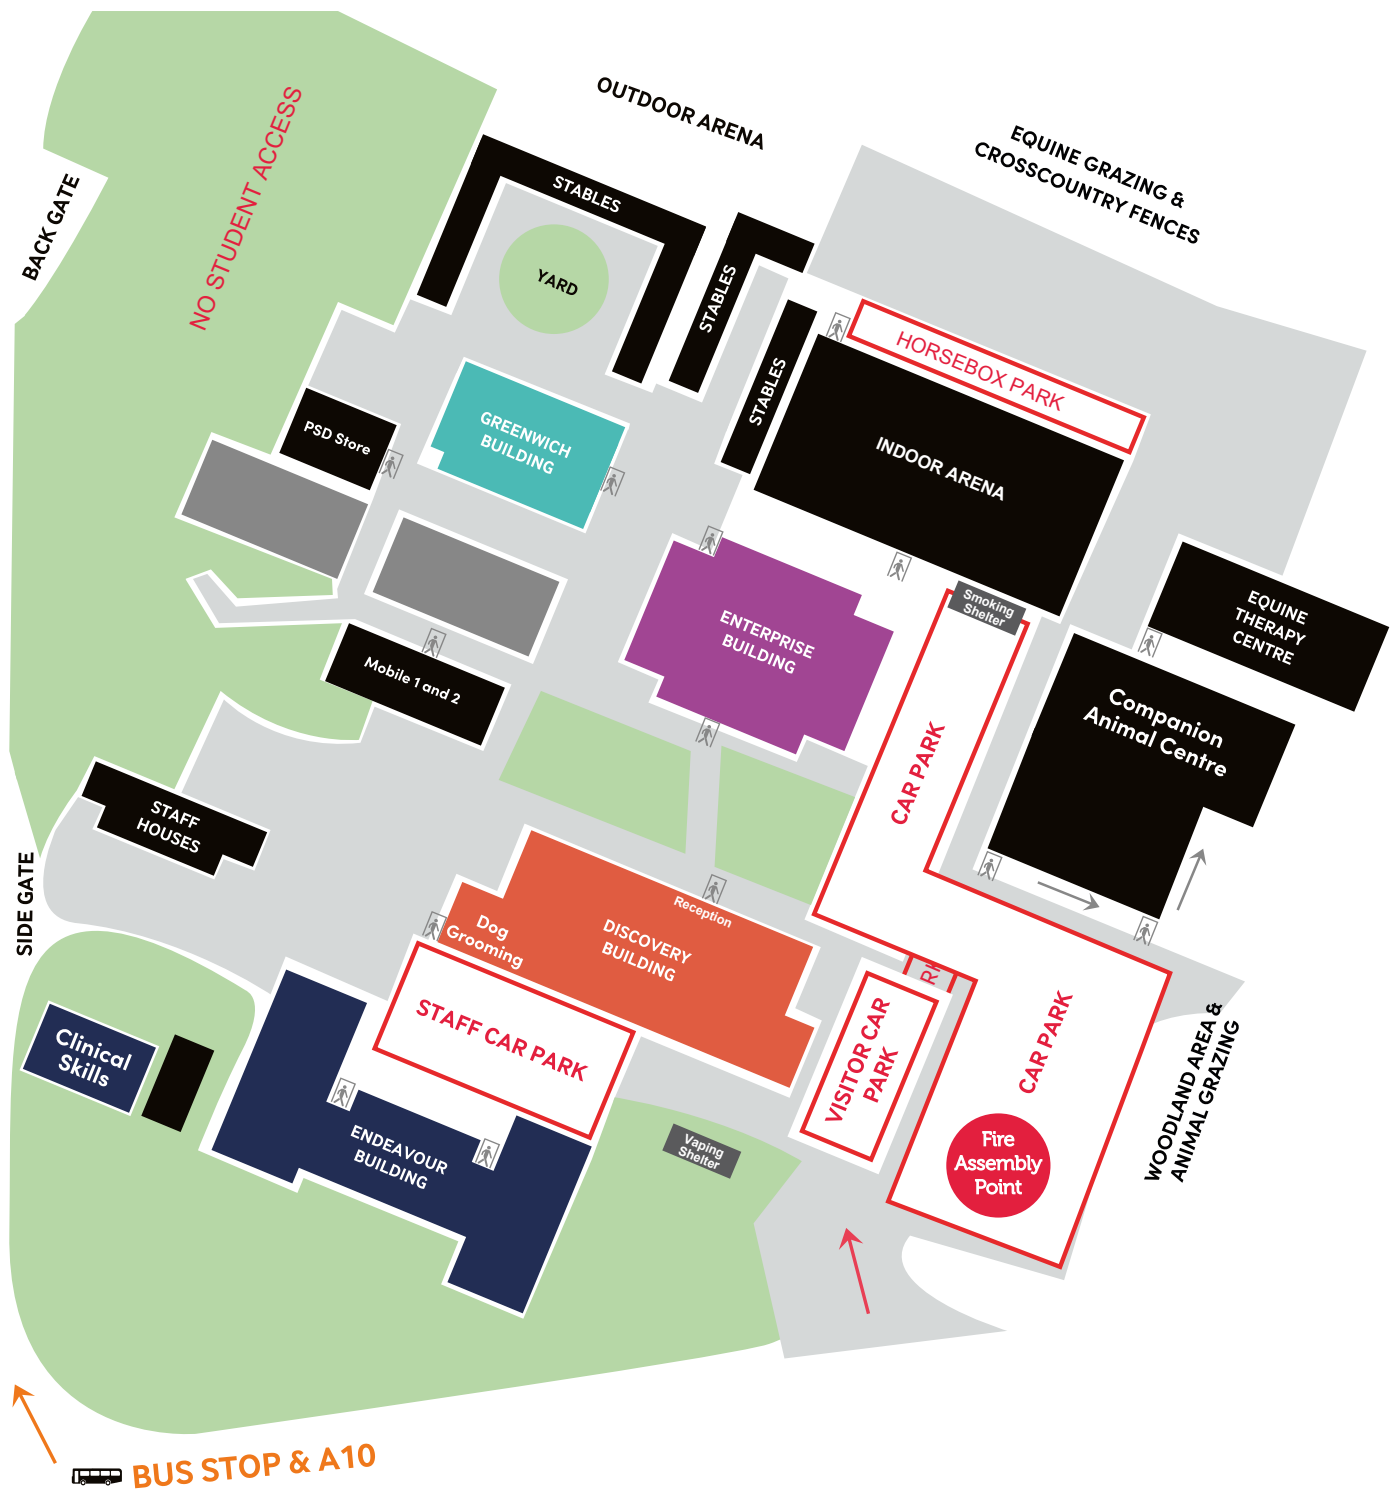 OUTDOOR ARENA
EQUINE GRAZING &
CROSSCOUNTRY FENCES
NO STUDENT ACCESS
BACK GATE
STABLES
YARD
STABLES
STABLES
HORSEBOX PARK
GREENWICH
BUILDING
PSD Store
INDOOR ARENA
ENTERPRISE
BUILDING
Smoking
Shelter
EQUINE
THERAPY
CENTRE
Mobile 1 and 2
Companion
Animal Centre
CAR PARK
STAFF
HOUSES
SIDE GATE
Reception
Dog
Grooming
DISCOVERY
BUILDING
STAFF CAR PARK
VISITOR CAR
PARK
CAR PARK
WOODLAND AREA &
ANIMAL GRAZING
Clinical
Skills
ENDEAVOUR
BUILDING
Vaping
Shelter
Fire
Assembly
Point
BUS STOP & A10